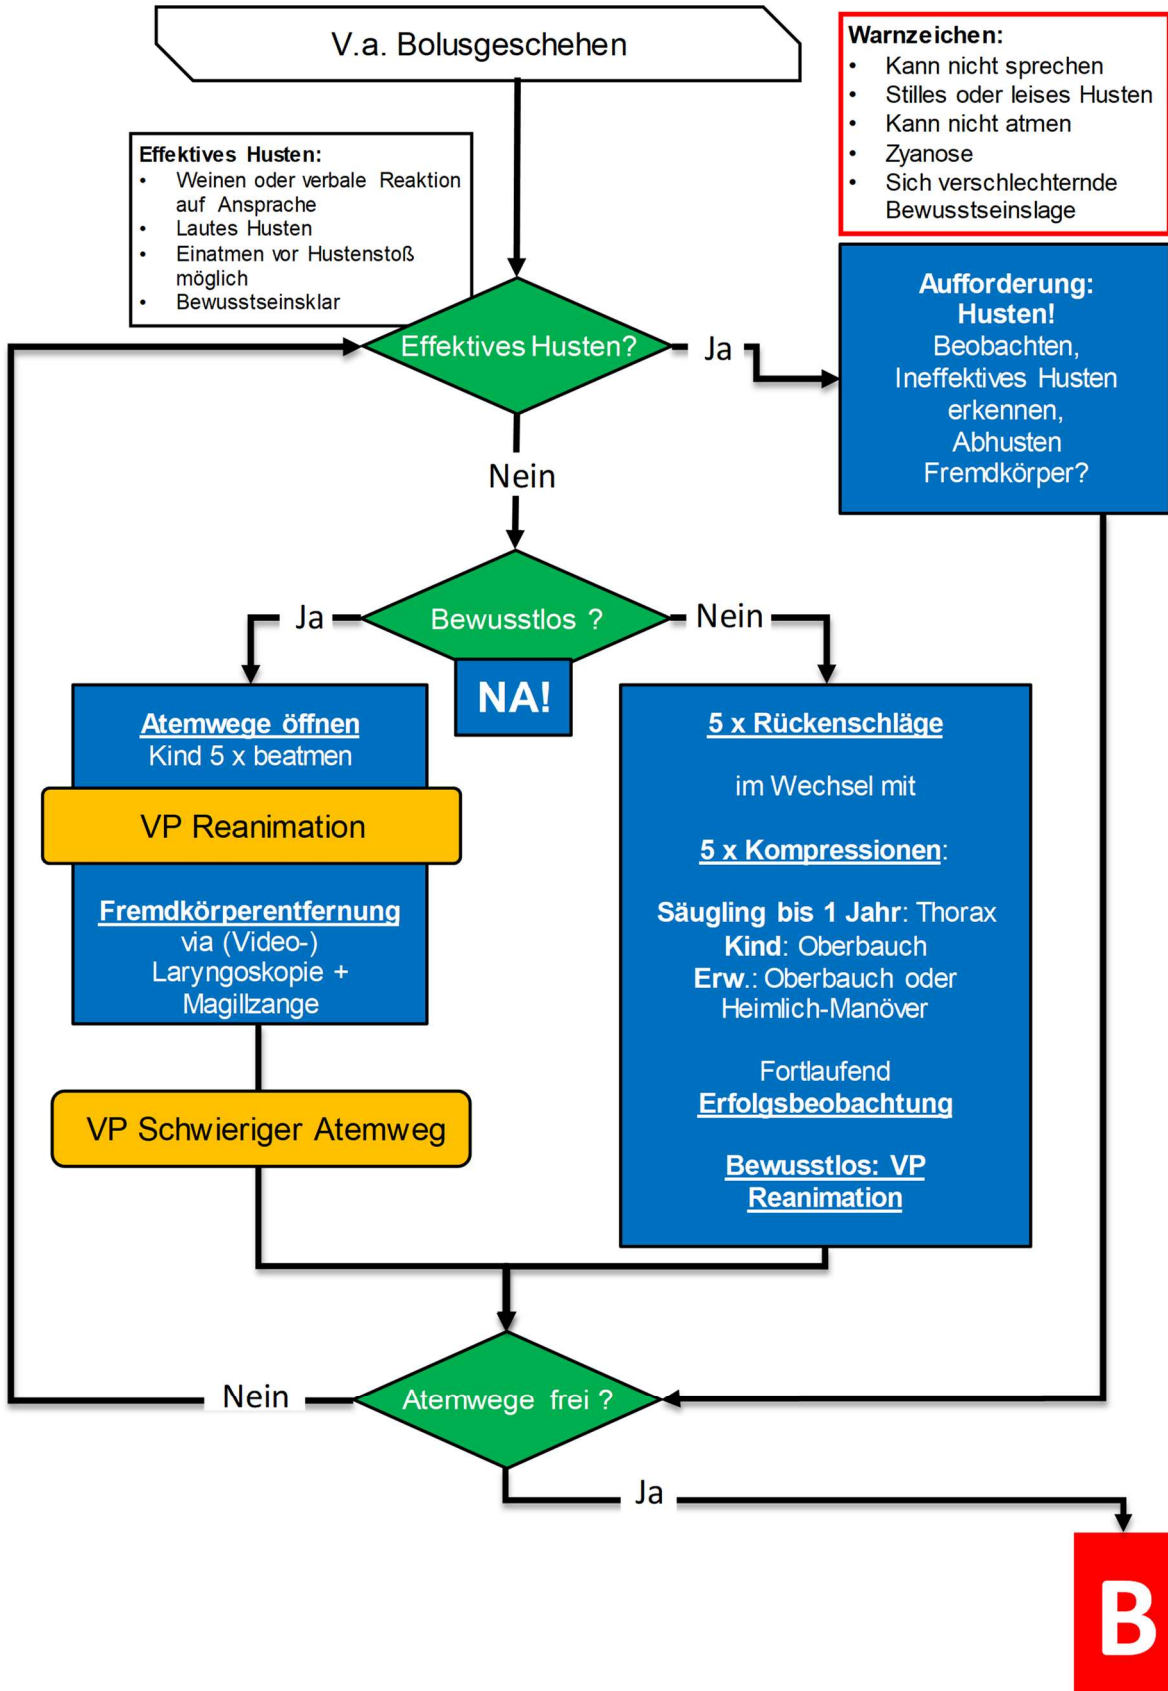 V.a. Bolusgeschehen
Warnzeichen:
• Kann nicht sprechen
• Stilles oder leises Husten
• Kann nicht atmen
• Zyanose
• Sich verschlechternde
Bewusstseinslage
Effektives Husten:
• Weinen oder verbale Reaktion
auf Ansprache
• Lautes Husten
• Einatmen vor Hustenstoß
möglich
• Bewusstseinsklar
Effektives Husten?
Ja
Aufforderung:
Husten!
Beobachten,
Ineffektives Husten
erkennen,
Abhusten
Fremdkörper?
Nein
Bewusstlos ?
Ja
Nein
NA!
Atemwege öffnen
Kind 5 x beatmen
VP Reanimation
Fremdkörperentfernung
via (Video-)
Laryngoskopie +
Magillzange
VP Schwieriger Atemweg
5 x Rückenschläge
im Wechsel mit
5 x Kompressionen:
Säugling bis 1 Jahr: Thorax
Kind: Oberbauch
Erw.: Oberbauch oder
Heimlich-Manöver
Fortlaufend
Erfolgsbeobachtung
Bewusstlos: VP
Reanimation
Atemwege frei ?
Nein
Ja
B